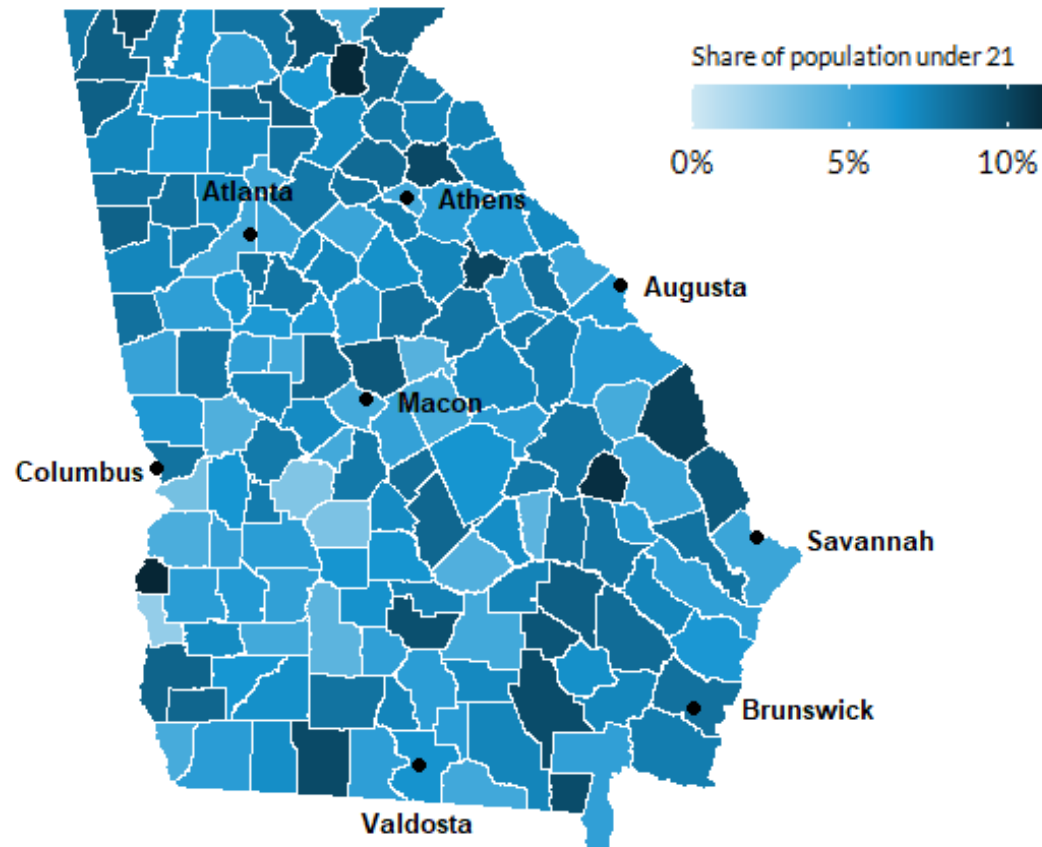 Share of population under 21
0% 5% 10%
Atlanta
Athens
Augusta
Macon
Columbus
Savannah
Brunswick
Valdosta